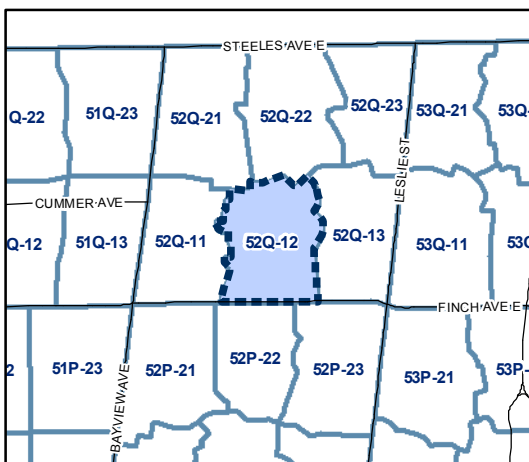 STEELES AVE E
Q-22
51Q-23
52Q-21
52Q-22
52Q-23
53Q-21
53Q-
CUMMER AVE
LESLIE ST
Q-12
51Q-13
52Q-11
52Q-12
52Q-13
53Q-11
53Q
FINCH AVE E
2
51P-23
52P-21
52P-22
52P-23
53P-21
53P-
BAYVIEW AVE